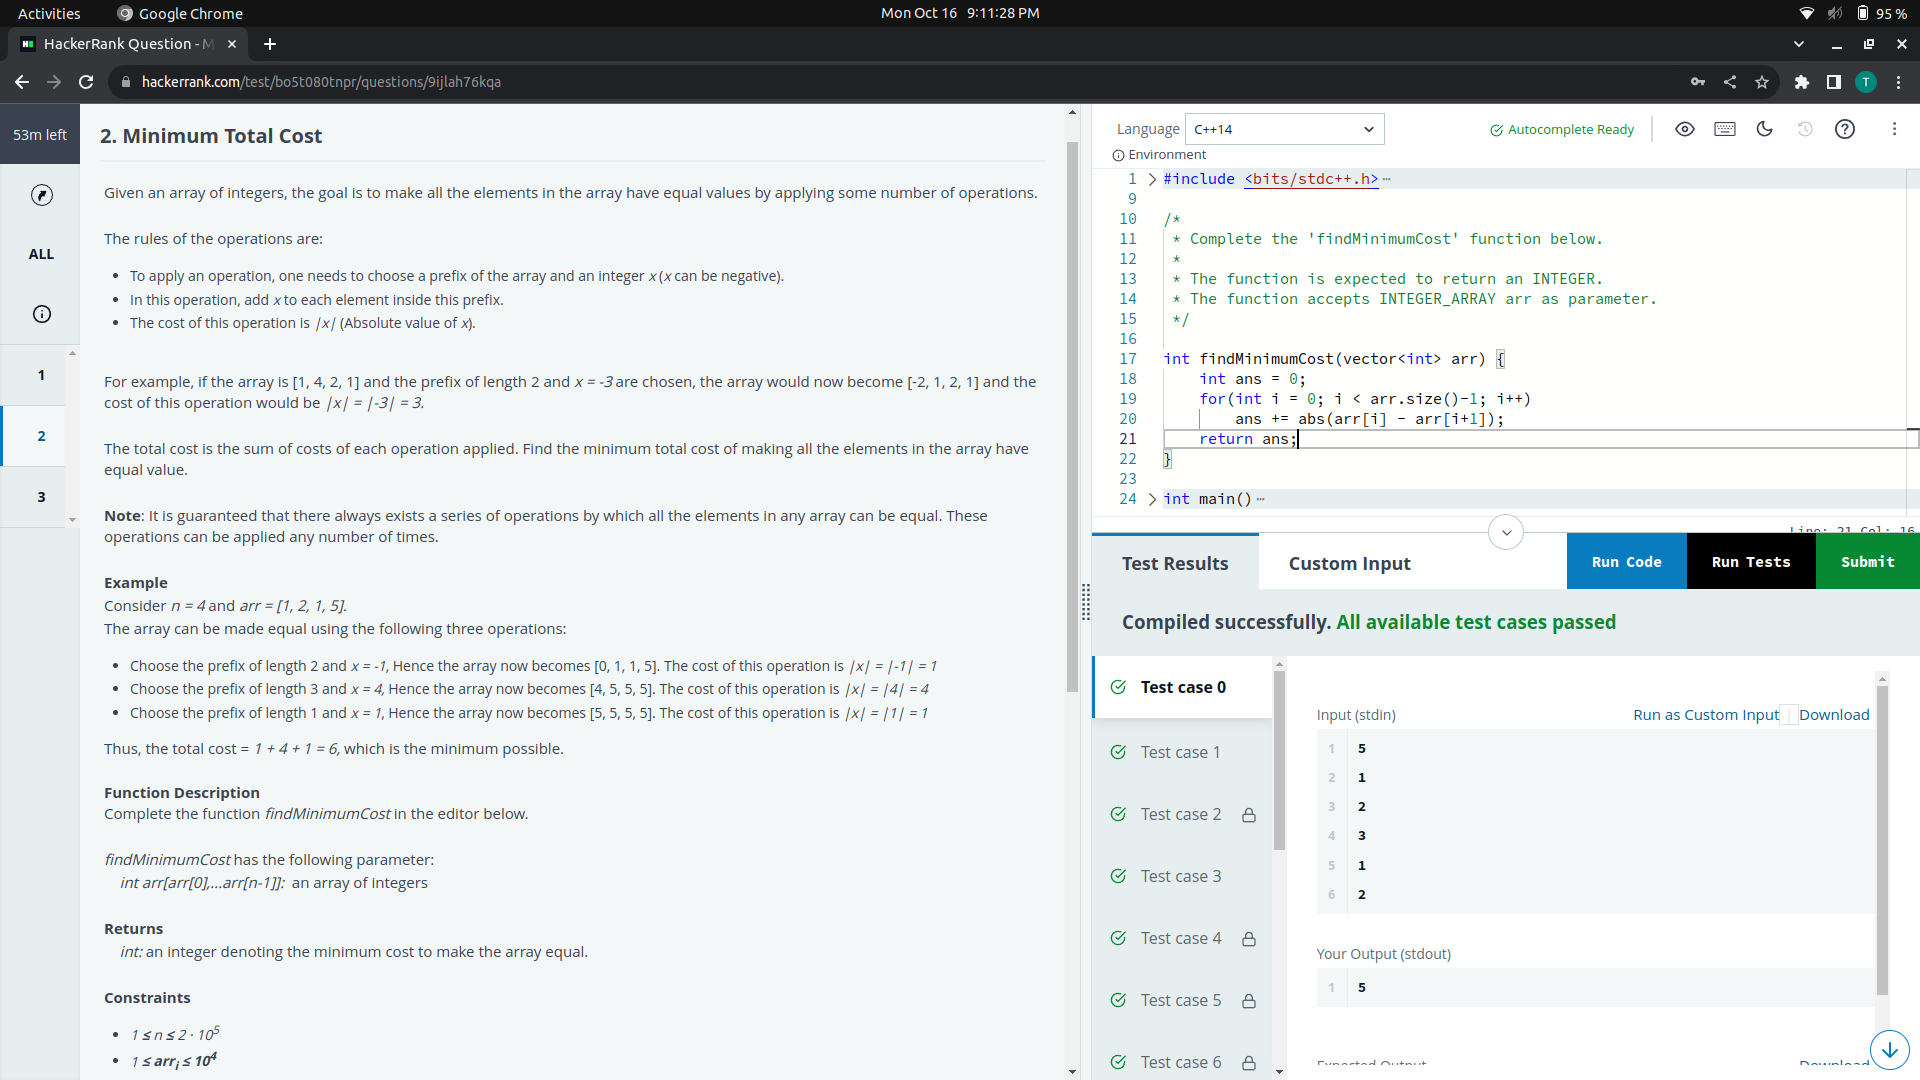 Activities
Google Chrome
Mon Oct 16 9:11:28 PM
95 %
HackerRank Question - M
hackerrank.com/test/bo5t080tnpr/questions/9ijlah76kqa
T
53m left
ALL
1
2
3
2. Minimum Total Cost
Given an array of integers, the goal is to make all the elements in the array have equal values by applying some number of operations.
The rules of the operations are:
• To apply an operation, one needs to choose a prefix of the array and an integer x (x can be negative).
• In this operation, add x to each element inside this prefix.
• The cost of this operation is |x| (Absolute value of x).
For example, if the array is [1, 4, 2, 1] and the prefix of length 2 and x = -3 are chosen, the array would now become [-2, 1, 2, 1] and the
cost of this operation would be |x| = |-3| = 3.
The total cost is the sum of costs of each operation applied. Find the minimum total cost of making all the elements in the array have
equal value.
Note: It is guaranteed that there always exists a series of operations by which all the elements in any array can be equal. These
operations can be applied any number of times.
Example
Consider n = 4 and arr = [1, 2, 1, 5].
The array can be made equal using the following three operations:
• Choose the prefix of length 2 and x = -1, Hence the array now becomes [0, 1, 1, 5]. The cost of this operation is |x| = |-1| = 1
• Choose the prefix of length 3 and x = 4, Hence the array now becomes [4, 5, 5, 5]. The cost of this operation is |x| = |4| = 4
• Choose the prefix of length 1 and x = 1, Hence the array now becomes [5, 5, 5, 5]. The cost of this operation is |x| = |1| = 1
Thus, the total cost = 1 + 4 + 1 = 6, which is the minimum possible.
Function Description
Complete the function findMinimumCost in the editor below.
findMinimumCost has the following parameter:
int arr[arr[0],...arr[n-1]]: an array of integers
Returns
int: an integer denoting the minimum cost to make the array equal.
Constraints
• 1 ≤ n ≤ 2 · 10⁵
• 1 ≤ arrᵢ ≤ 10⁴
Language C++14
Autocomplete Ready
Environment
1 #include <bits/stdc++.h>
9
10 /*
11 * Complete the 'findMinimumCost' function below.
12 *
13 * The function is expected to return an INTEGER.
14 * The function accepts INTEGER_ARRAY arr as parameter.
15 */
16
17 int findMinimumCost(vector<int> arr) {
18 int ans = 0;
19 for(int i = 0; i < arr.size()-1; i++)
20 ans += abs(arr[i] - arr[i+1]);
21 return ans;
22 }
23
24 int main()
Line: 21 Col: 16
Test Results
Custom Input
Run Code
Run Tests
Submit
Compiled successfully. All available test cases passed
Test case 0
Test case 1
Test case 2
Test case 3
Test case 4
Test case 5
Test case 6
Input (stdin)
Run as Custom Input
Download
1 5
2 1
3 2
4 3
5 1
6 2
Your Output (stdout)
1 5
Expected Output
Download